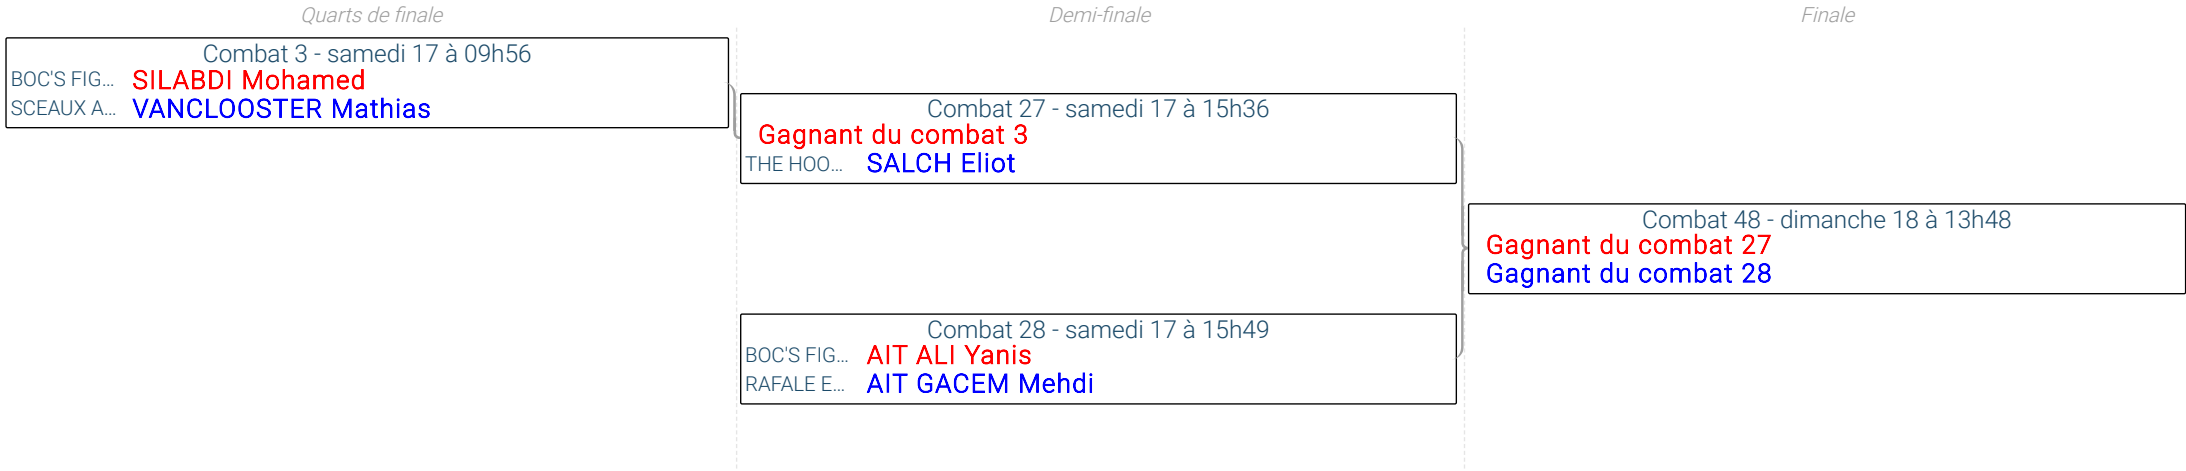 Quarts de finale
Demi-finale
Finale
Combat 3 - samedi 17 à 09h56
BOC'S FIG... SILABDI Mohamed
SCEAUX A... VANCLOOSTER Mathias
Combat 27 - samedi 17 à 15h36
Gagnant du combat 3
THE HOO... SALCH Eliot
Combat 48 - dimanche 18 à 13h48
Gagnant du combat 27
Gagnant du combat 28
Combat 28 - samedi 17 à 15h49
BOC'S FIG... AIT ALI Yanis
RAFALE E... AIT GACEM Mehdi